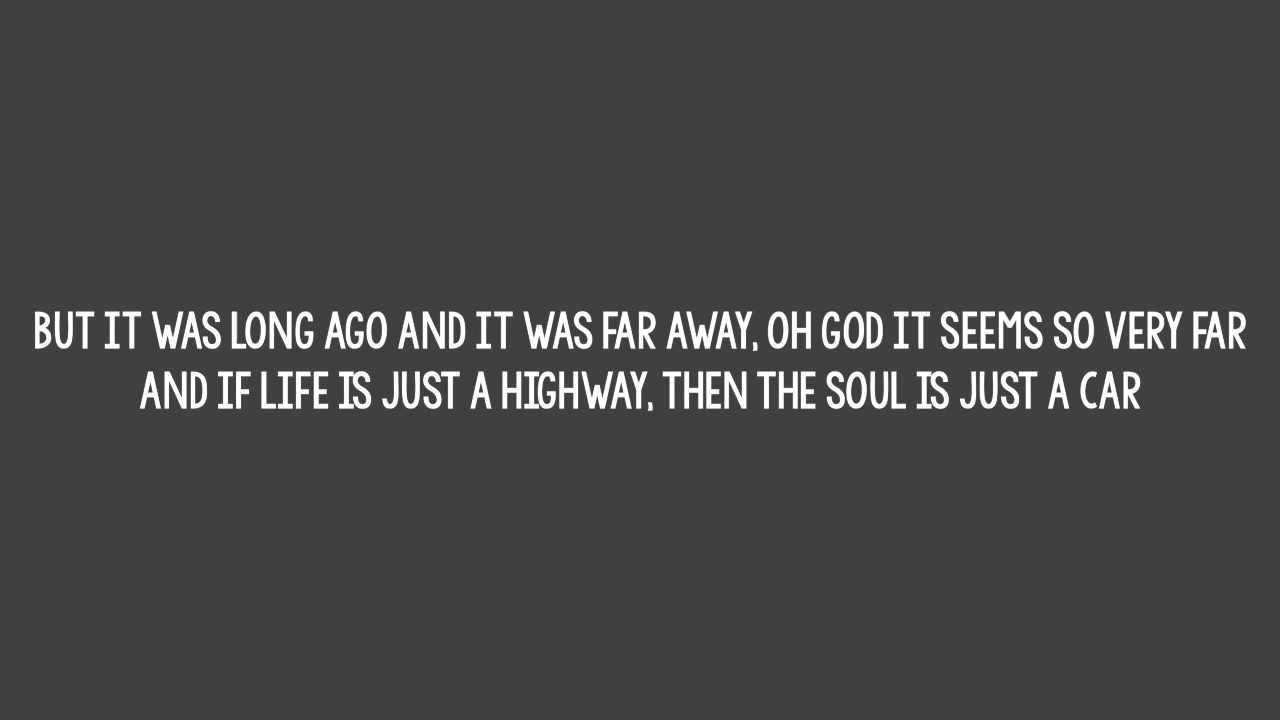 BUT IT WAS LONG AGO AND IT WAS FAR AWAY, OH GOD IT SEEMS SO VERY FAR
AND IF LIFE IS JUST A HIGHWAY, THEN THE SOUL IS JUST A CAR